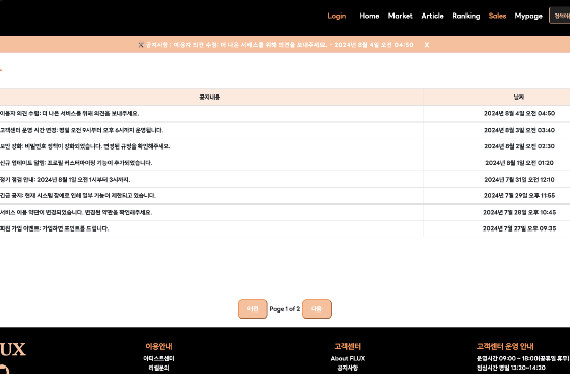 Login Home Market Article Ranking Sales Mypage
공지사항 : 이용자 의견 수렴: 더 나은 서비스를 위해 의견을 보내주세요. - 2024년 8월 4일 오전 04:50 X
공지내용 날짜
이용자 의견 수렴: 더 나은 서비스를 위해 의견을 보내주세요. 2024년 8월 4일 오전 04:50
고객센터 운영 시간 변경: 평일 오전 9시부터 오후 6시까지 운영됩니다. 2024년 8월 3일 오전 03:40
보안 강화: 비밀번호 정책이 강화되었습니다. 변경된 규정을 확인해주세요. 2024년 8월 2일 오전 02:30
신규 업데이트 알림: 프로필 커스터마이징 기능이 추가되었습니다. 2024년 8월 1일 오전 01:20
정기 점검 안내: 2024년 8월 1일 오전 1시부터 3시까지. 2024년 7월 31일 오전 12:10
긴급 공지: 현재 시스템 장애로 인해 일부 기능이 제한되고 있습니다. 2024년 7월 29일 오후 11:55
서비스 이용 약관이 변경되었습니다. 변경된 약관을 확인해주세요. 2024년 7월 28일 오후 10:45
회원 가입 이벤트: 가입하면 포인트를 드립니다. 2024년 7월 27일 오후 09:35
이전 Page 1 of 2 다음
UX 이용안내 고객센터 고객센터 운영 안내
아티스트센터 About FLUX 운영시간 09:00 - 18:00
작품문의 공지사항 점심시간 평일 13:20-14:20